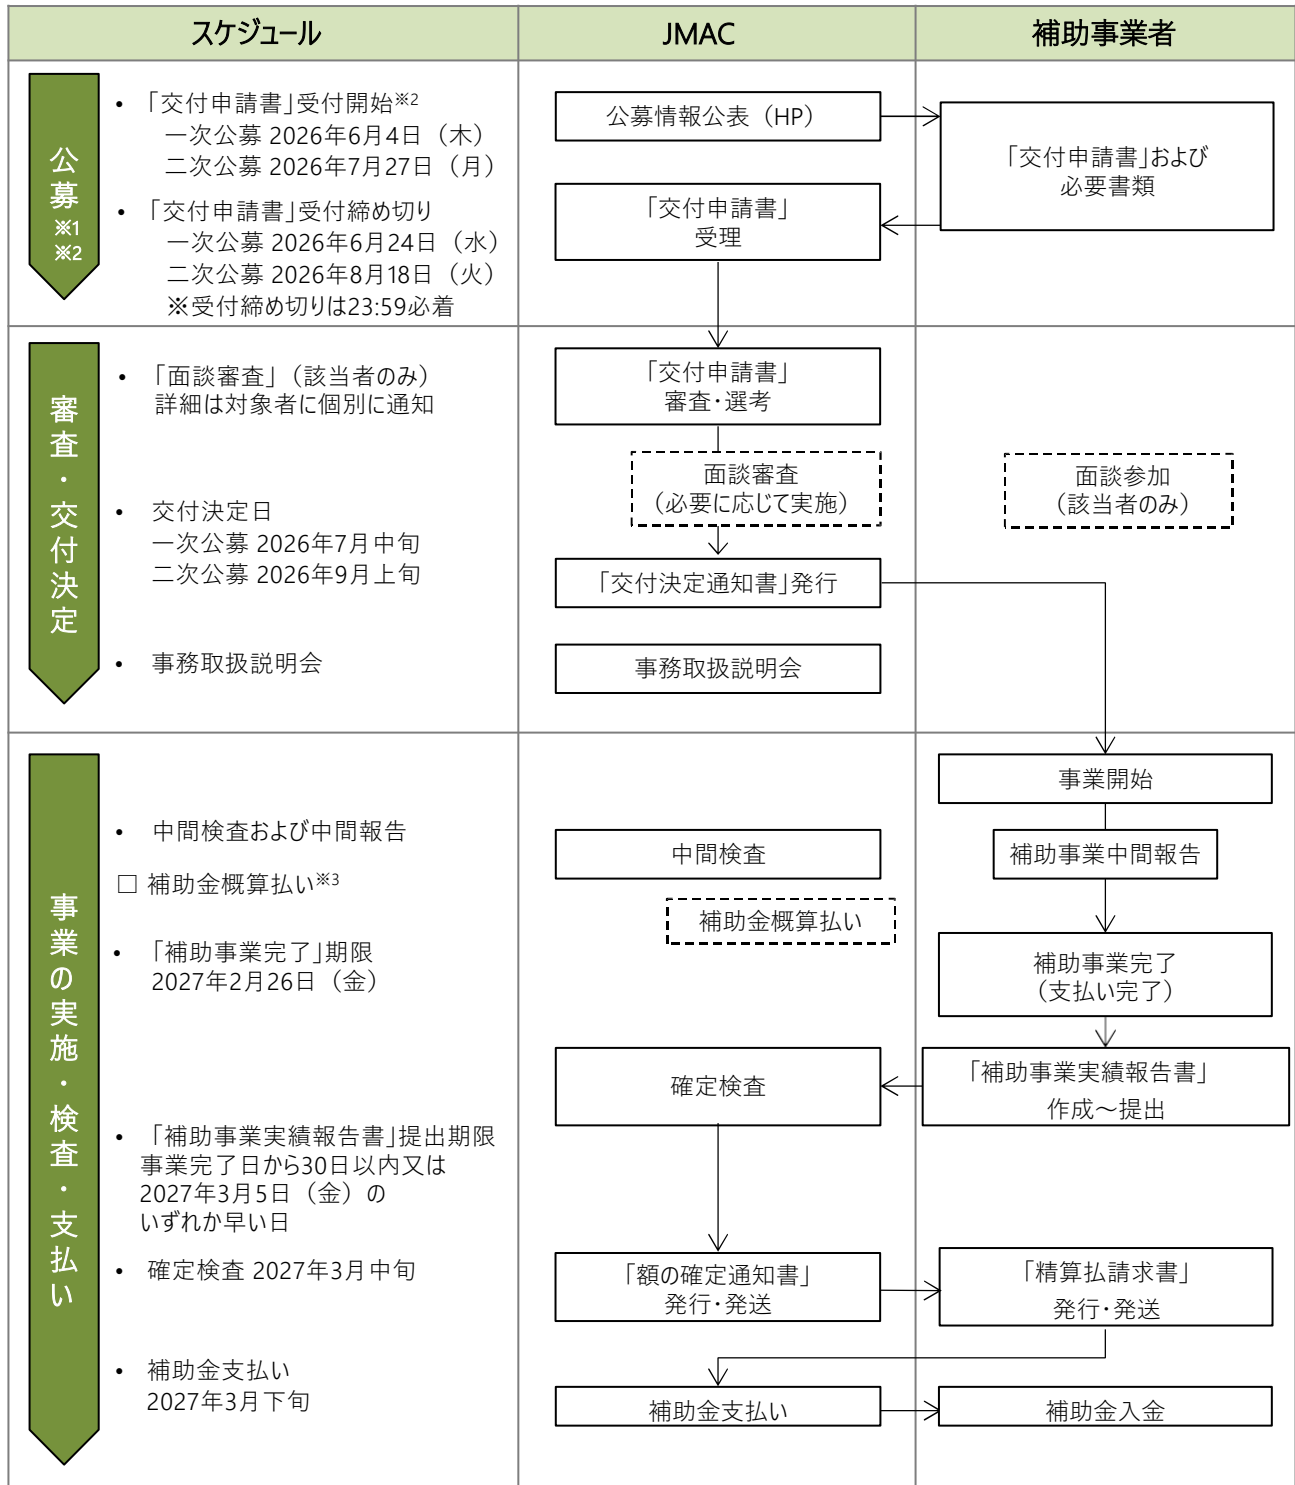 スケジュール
JMAC
補助事業者
公募
※1
※2
• 「交付申請書」受付開始※2
一次公募 2026年6月4日（木）
二次公募 2026年7月27日（月）
• 「交付申請書」受付締め切り
一次公募 2026年6月24日（水）
二次公募 2026年8月18日（火）
※受付締め切りは23:59必着
公募情報公表（HP）
「交付申請書」および
必要書類
「交付申請書」
受理
審査・交付決定
• 「面談審査」（該当者のみ）
詳細は対象者に個別に通知
• 交付決定日
一次公募 2026年7月中旬
二次公募 2026年9月上旬
• 事務取扱説明会
「交付申請書」
審査・選考
面談審査
（必要に応じて実施）
面談参加
（該当者のみ）
「交付決定通知書」発行
事務取扱説明会
事業の実施・検査・支払い
• 中間検査および中間報告
□ 補助金概算払い※3
• 「補助事業完了」期限
2027年2月26日（金）
• 「補助事業実績報告書」提出期限
事業完了日から30日以内又は
2027年3月5日（金）の
いずれか早い日
• 確定検査 2027年3月中旬
• 補助金支払い
2027年3月下旬
事業開始
中間検査
補助事業中間報告
補助金概算払い
補助事業完了
（支払い完了）
確定検査
「補助事業実績報告書」
作成～提出
「額の確定通知書」
発行・発送
「精算払請求書」
発行・発送
補助金支払い
補助金入金